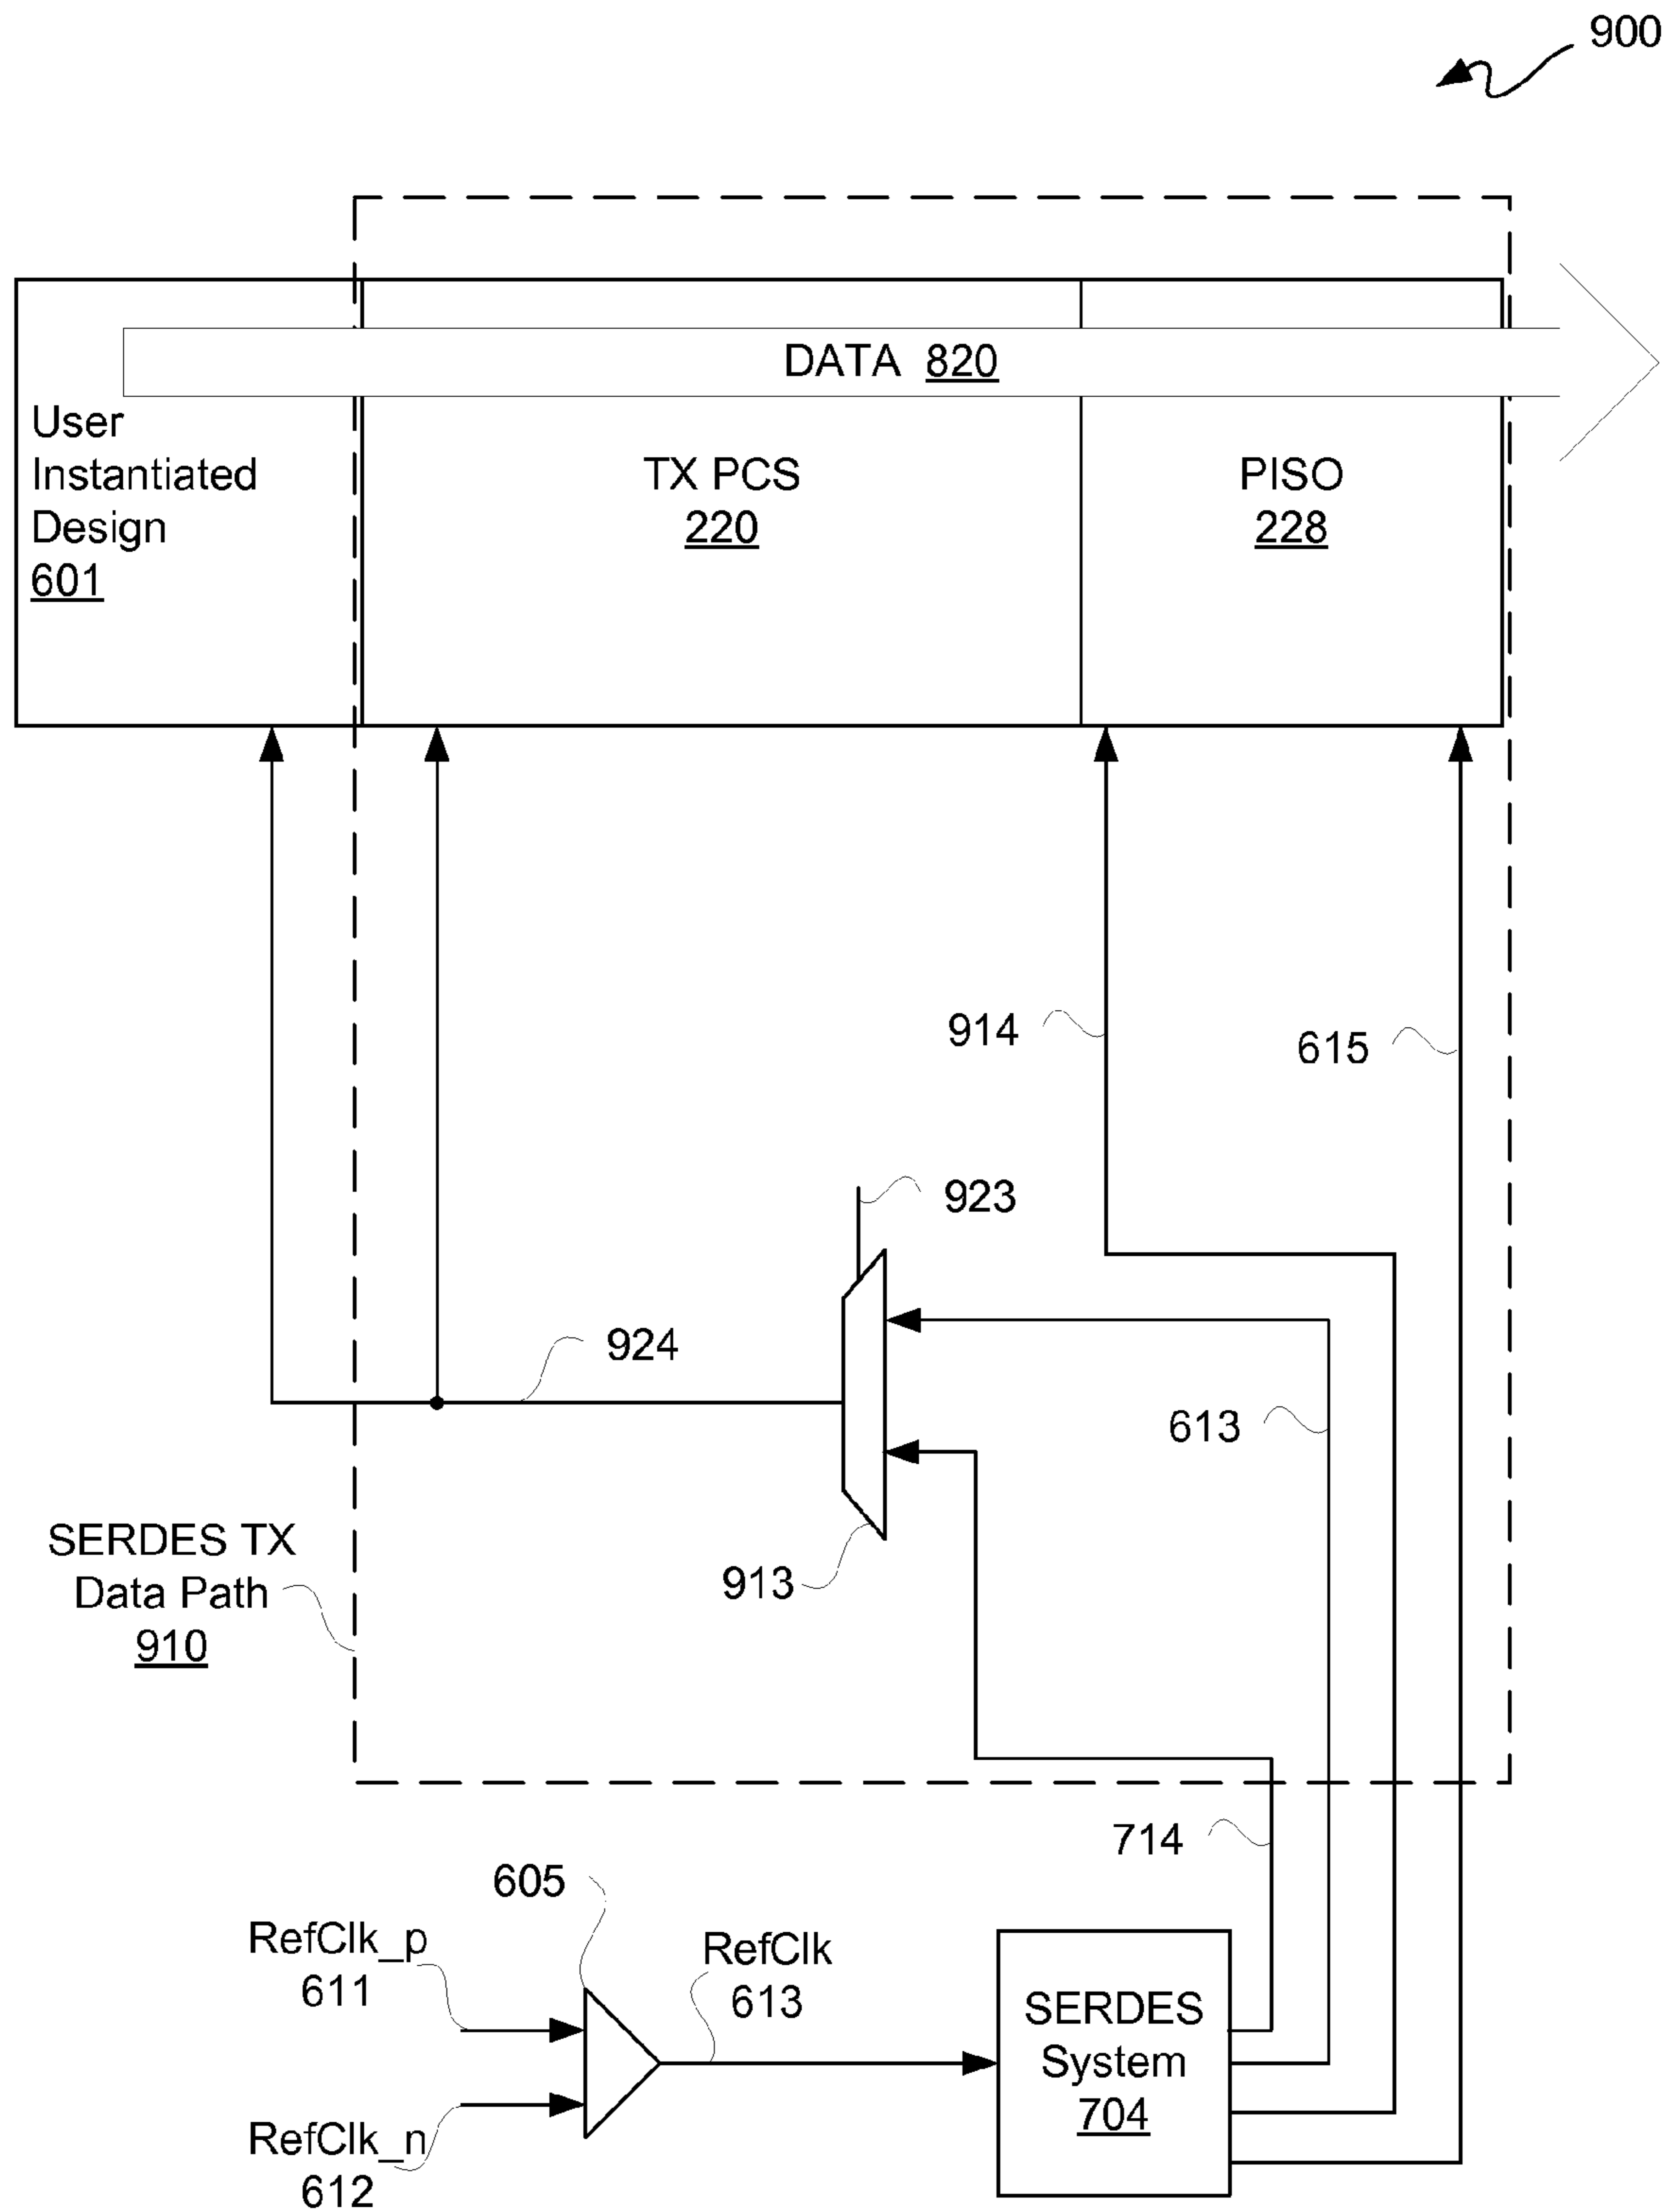 900
DATA 820
User
Instantiated
Design
601
TX PCS
220
PISO
228
914
615
923
924
613
913
SERDES TX
Data Path
910
714
605
RefClk_p
611
RefClk
613
SERDES
System
704
RefClk_n
612